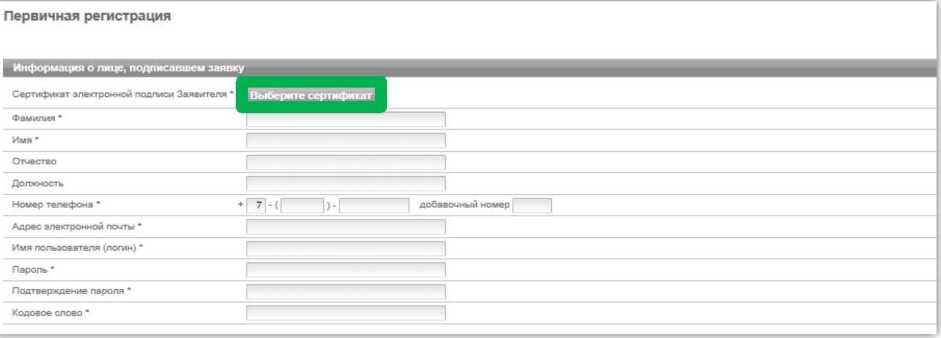 Первичная регистрация
Информация о лице, подписавшем заявку
Сертификат электронной подписи Заявителя * Выберите сертификат
Фамилия *
Имя *
Отчество
Должность
Номер телефона * + 7 - ( ) - добавочный номер
Адрес электронной почты *
Имя пользователя (логин) *
Пароль *
Подтверждение пароля *
Кодовое слово *